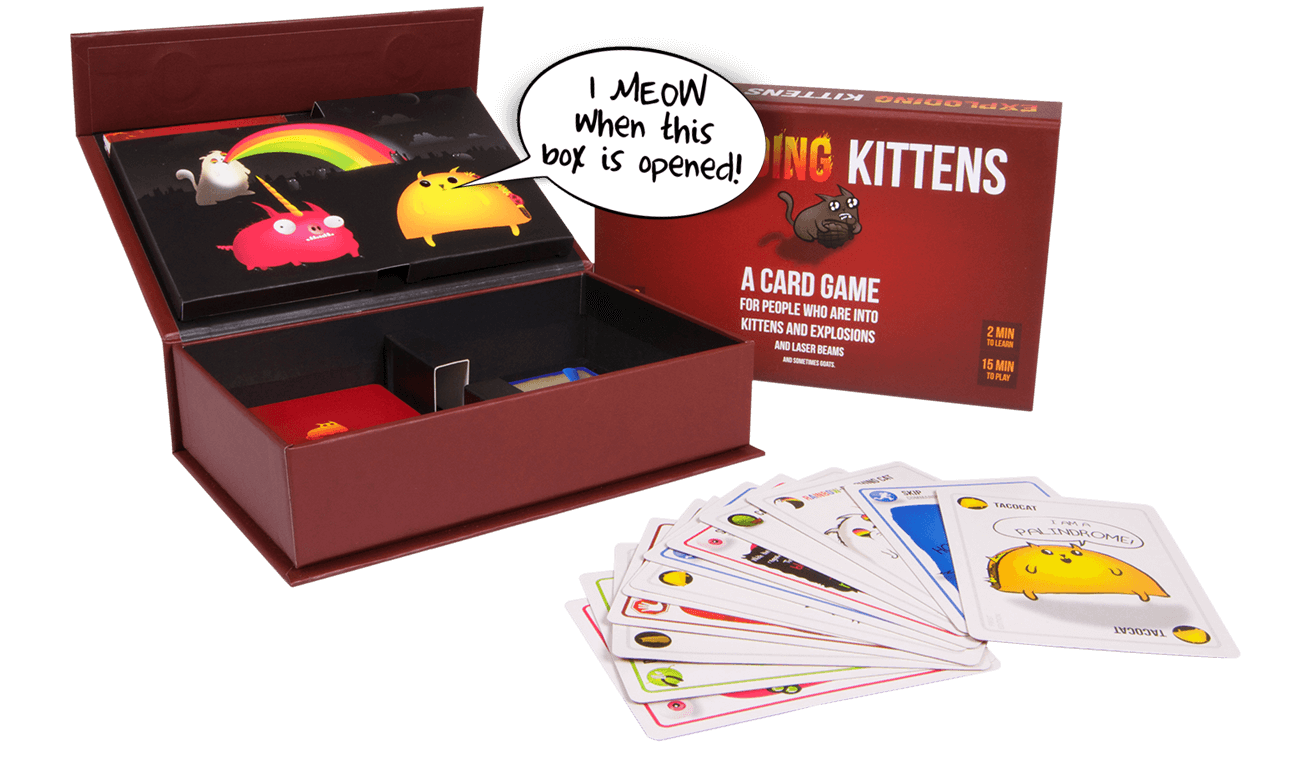 I MEOW
when this
box is opened!
EXPLODING KITTENS
DING KITTENS
A CARD GAME
FOR PEOPLE WHO ARE INTO
KITTENS AND EXPLOSIONS
AND LASER BEAMS
AND SOMETIMES GOATS.
2 MIN
TO LEARN
15 MIN
TO PLAY
SKIP
TACOCAT
I AM A
PALINDROME!
TACOCAT